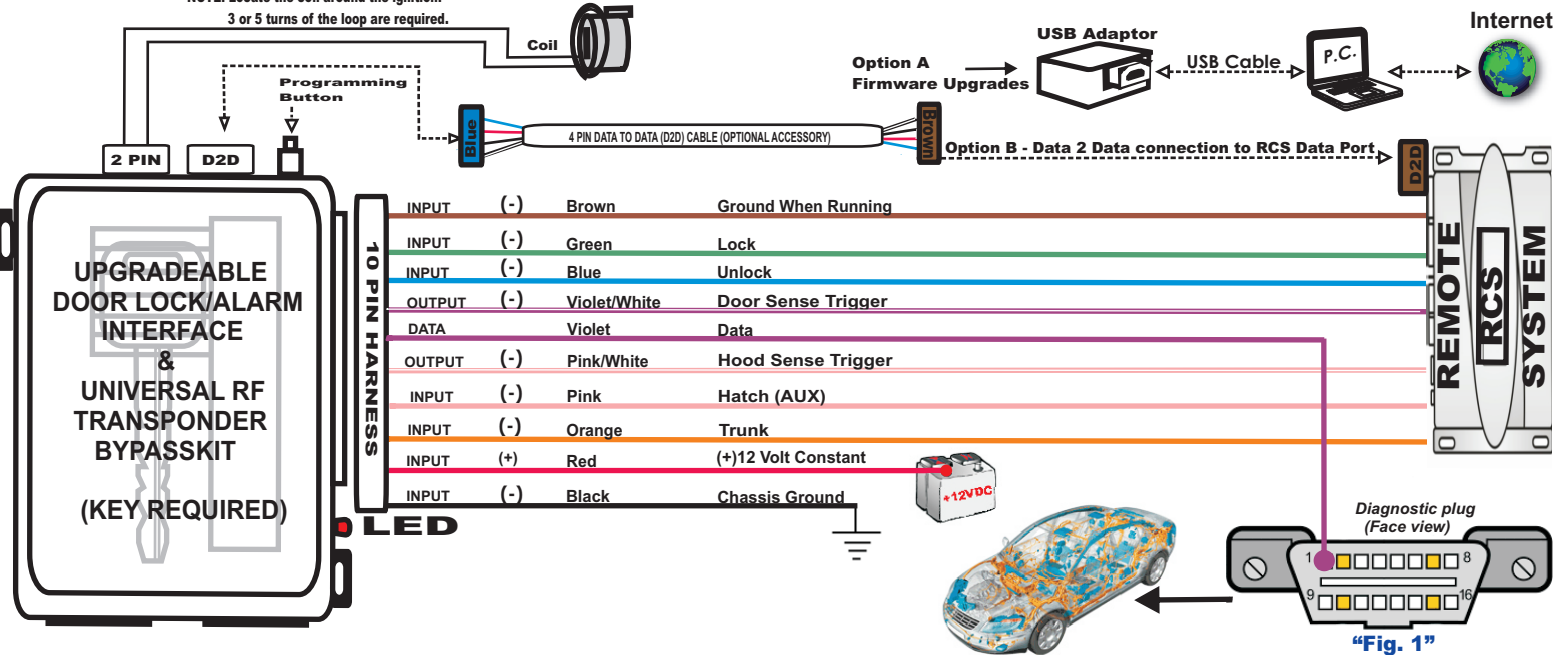 3 or 5 turns of the loop are required.
Coil
Programming
Button
2 PIN
D2D
Blue
4 PIN DATA TO DATA (D2D) CABLE (OPTIONAL ACCESSORY)
Brown
Option A
Firmware Upgrades
USB Adaptor
USB Cable
P.C.
Internet
Option B - Data 2 Data connection to RCS Data Port
D2D
UPGRADEABLE
DOOR LOCK/ALARM
INTERFACE
&
UNIVERSAL RF
TRANSPONDER
BYPASSKIT
(KEY REQUIRED)
LED
10 PIN HARNESS
INPUT (-) Brown Ground When Running
INPUT (-) Green Lock
INPUT (-) Blue Unlock
OUTPUT (-) Violet/White Door Sense Trigger
DATA Violet Data
OUTPUT (-) Pink/White Hood Sense Trigger
INPUT (-) Pink Hatch (AUX)
INPUT (-) Orange Trunk
INPUT (+) Red (+)12 Volt Constant
INPUT (-) Black Chassis Ground
+12VDC
REMOTE
RCS
SYSTEM
Diagnostic plug
(Face view)
1 8
9 16
“Fig. 1”